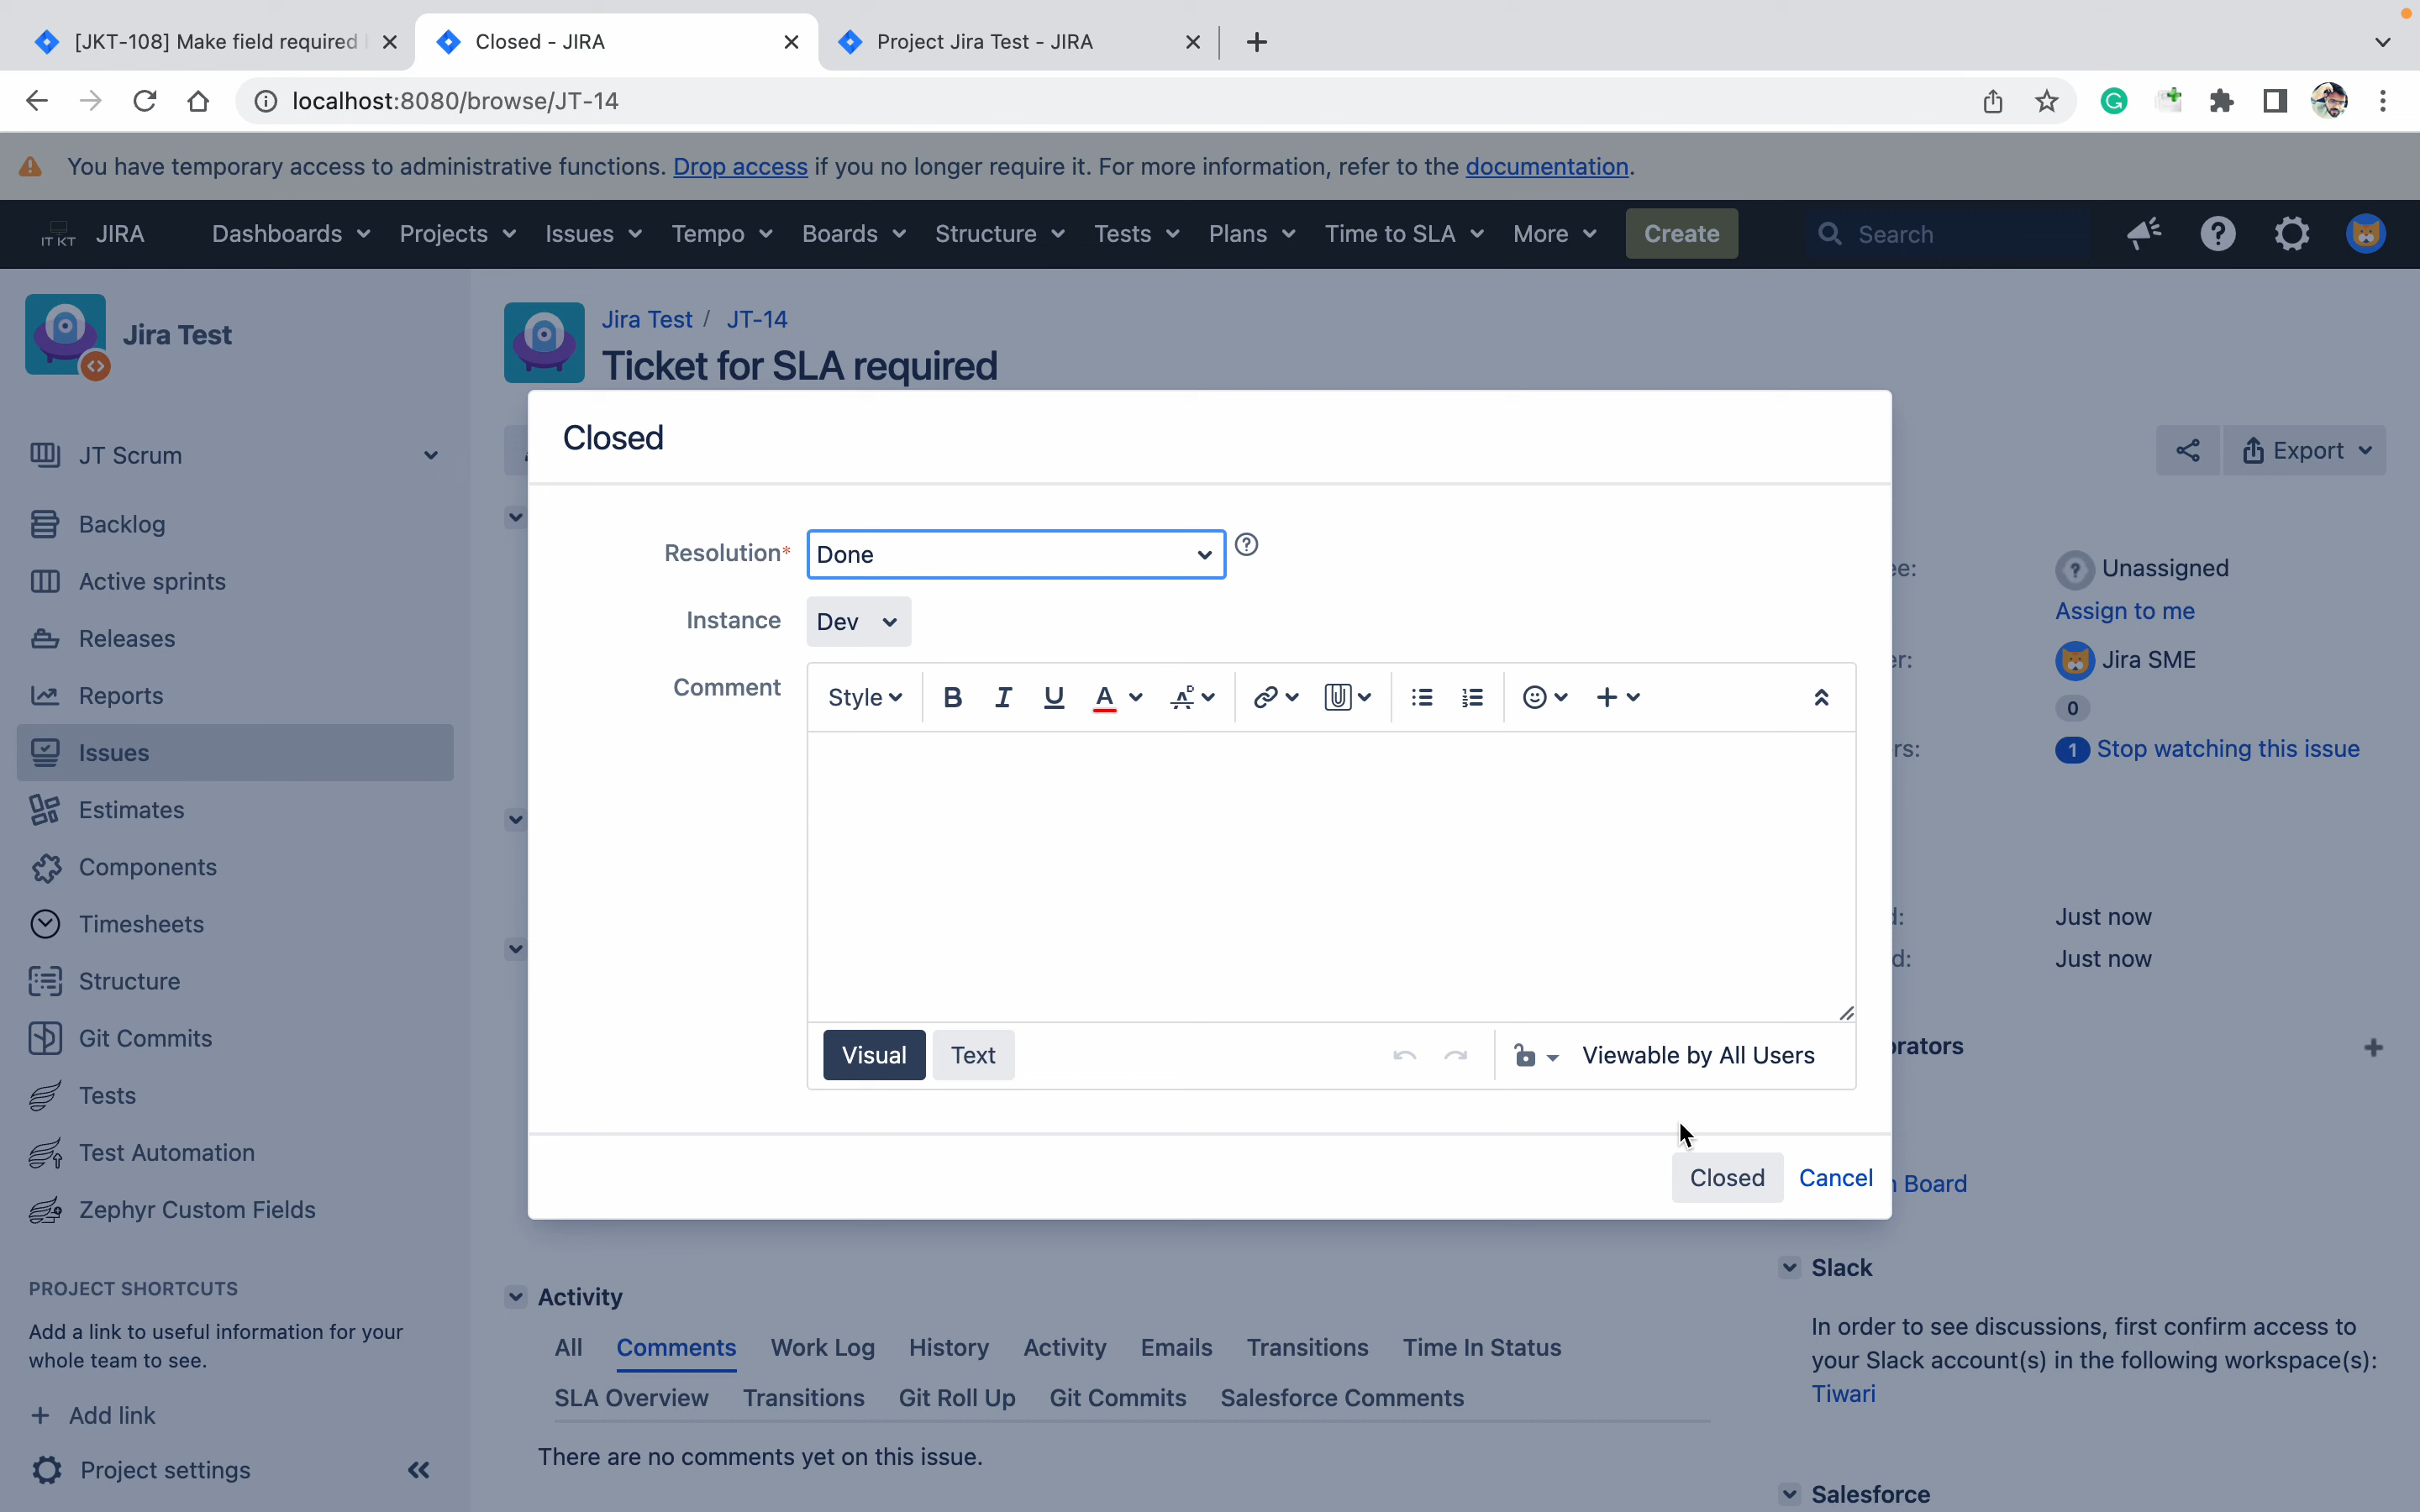 [JKT-108] Make field required
Closed - JIRA
Project Jira Test - JIRA
localhost:8080/browse/JT-14
You have temporary access to administrative functions. Drop access if you no longer require it. For more information, refer to the documentation.
IT KT
JIRA
Dashboards
Projects
Issues
Tempo
Boards
Structure
Tests
Plans
Time to SLA
More
Create
Search
Jira Test
JT Scrum
Backlog
Active sprints
Releases
Reports
Issues
Estimates
Components
Timesheets
Structure
Git Commits
Tests
Test Automation
Zephyr Custom Fields
PROJECT SHORTCUTS
Add a link to useful information for your
whole team to see.
+ Add link
Project settings
Jira Test / JT-14
Ticket for SLA required
Export
Closed
Resolution* Done
Instance Dev
Comment
Style B I U A
Visual Text
Viewable by All Users
Closed Cancel
ee: Unassigned
Assign to me
er: Jira SME
0
rs: 1 Stop watching this issue
d: Just now
d: Just now
orators
n Board
Activity
All Comments Work Log History Activity Emails Transitions Time In Status
SLA Overview Transitions Git Roll Up Git Commits Salesforce Comments
There are no comments yet on this issue.
Slack
In order to see discussions, first confirm access to
your Slack account(s) in the following workspace(s):
Tiwari
Salesforce